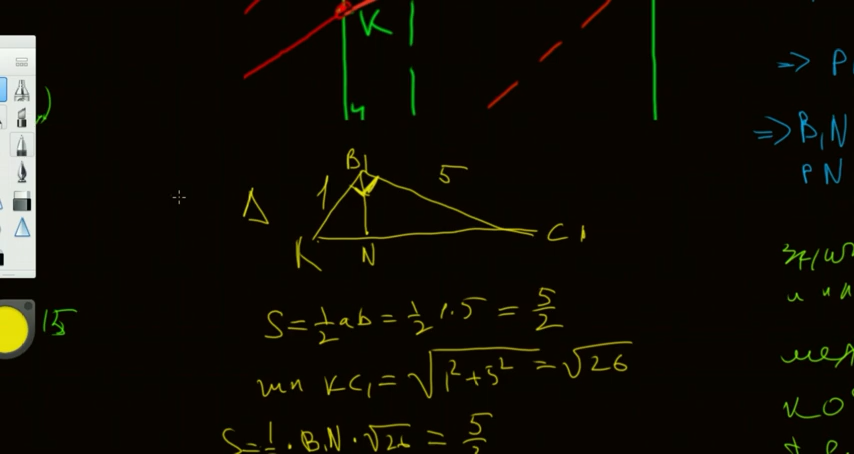 K
4
=> P
=> B₁N
PN
B₁
1
5
Δ
K
N
C₁
15
S = 1/2 ab = 1/2 1·5 = 5/2
KC₁ = √(1² + 5²) = √26
S = 1/2 · B₁N · √26 = 5/2